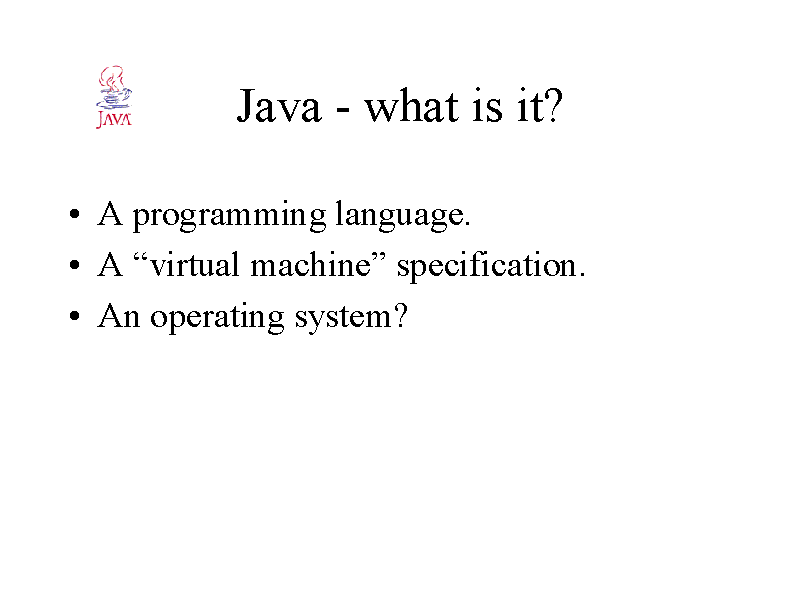 JAVA
Java - what is it?
• A programming language.
• A “virtual machine” specification.
• An operating system?